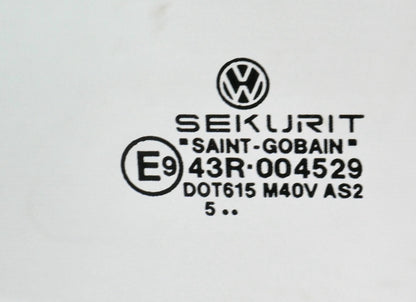 VW
SEKURIT
"SAINT-GOBAIN"
E9 43R-004529
DOT615 M40V AS2
5 ..